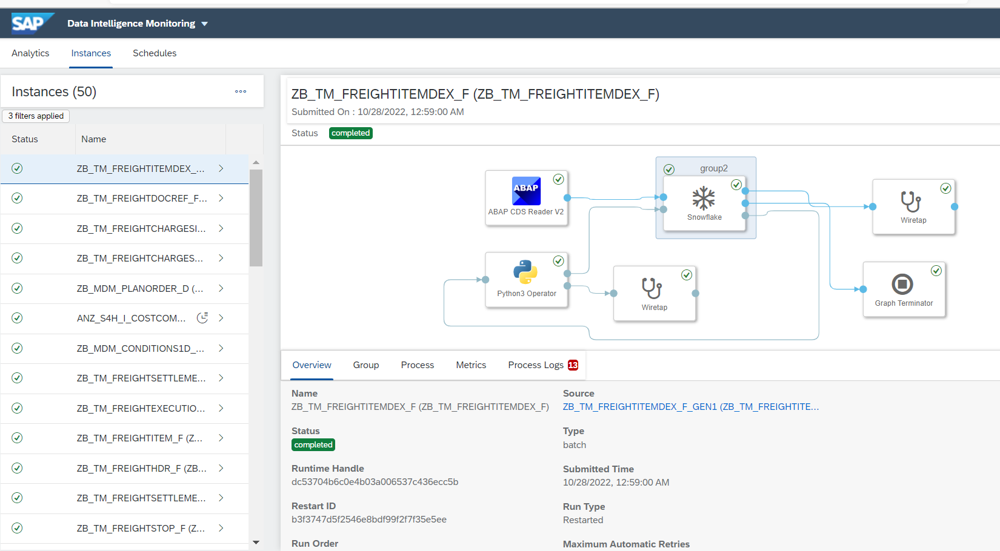 SAP
Data Intelligence Monitoring
Analytics
Instances
Schedules
Instances (50)
3 filters applied
Status
Name
ZB_TM_FREIGHTITEMDEX_...
ZB_TM_FREIGHTDOCREF_F...
ZB_TM_FREIGHTCHARGESI...
ZB_TM_FREIGHTCHARGES...
ZB_MDM_PLANORDER_D (...
ANZ_S4H_I_COSTCOM...
ZB_MDM_CONDITIONS1D_...
ZB_TM_FREIGHTSETTLEME...
ZB_TM_FREIGHTEXECUTIO...
ZB_TM_FREIGHTITEM_F (Z...
ZB_TM_FREIGHTHDR_F (ZB...
ZB_TM_FREIGHTSETTLEME...
ZB_TM_FREIGHTSTOP_F (Z...
ZB_TM_FREIGHTITEMDEX_F (ZB_TM_FREIGHTITEMDEX_F)
Submitted On : 10/28/2022, 12:59:00 AM
Status
completed
ABAP
ABAP CDS Reader V2
group2
Snowflake
Wiretap
Python3 Operator
Wiretap
Graph Terminator
Overview
Group
Process
Metrics
Process Logs 13
Name
ZB_TM_FREIGHTITEMDEX_F (ZB_TM_FREIGHTITEMDEX_F)
Source
ZB_TM_FREIGHTITEMDEX_F_GEN1 (ZB_TM_FREIGHTITE...
Status
completed
Type
batch
Runtime Handle
dc53704b6c0e4b03a006537c436ecc5b
Submitted Time
10/28/2022, 12:59:00 AM
Restart ID
b3f3747d5f2546e8bdf99f2f7f35e5ee
Run Type
Restarted
Run Order
Maximum Automatic Retries